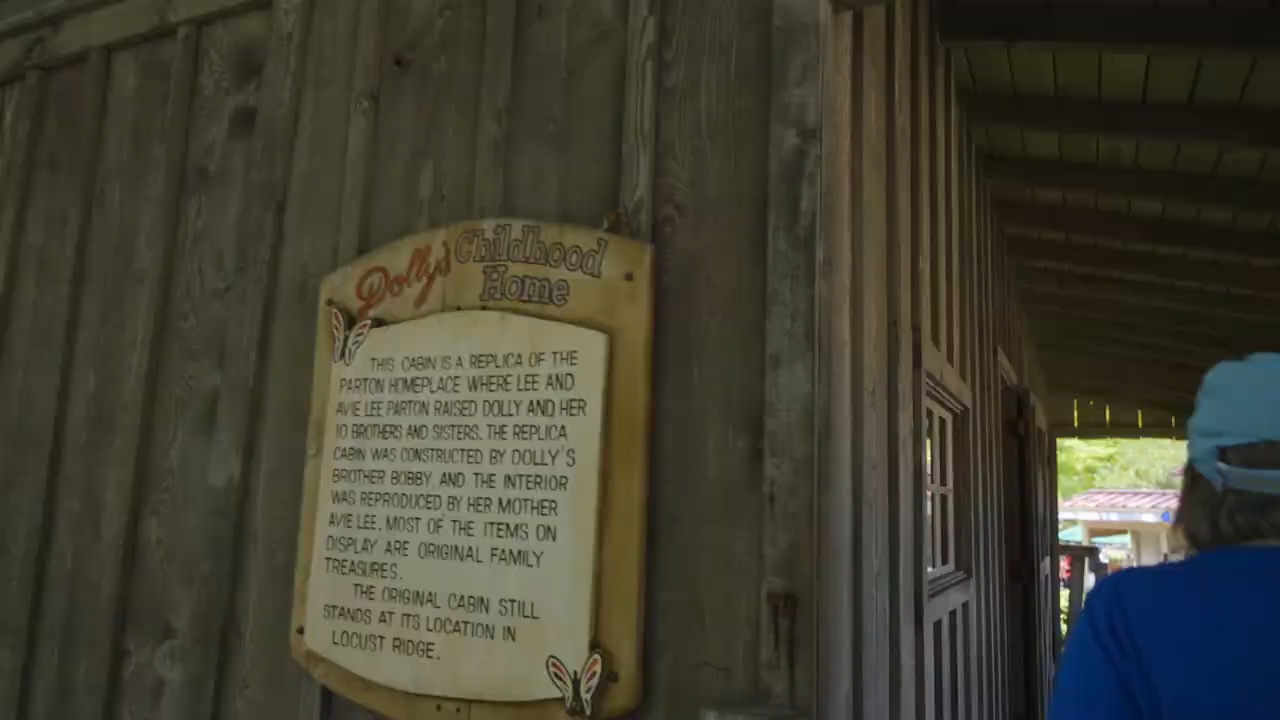 Dolly's Childhood
Home
THIS CABIN IS A REPLICA OF THE
PARTON HOMEPLACE WHERE LEE AND
AVIE LEE PARTON RAISED DOLLY AND HER
10 BROTHERS AND SISTERS. THE REPLICA
CABIN WAS CONSTRUCTED BY DOLLY'S
BROTHER BOBBY, AND THE INTERIOR
WAS REPRODUCED BY HER MOTHER
AVIE LEE. MOST OF THE ITEMS ON
DISPLAY ARE ORIGINAL FAMILY
TREASURES.
THE ORIGINAL CABIN STILL
STANDS AT ITS LOCATION IN
LOCUST RIDGE.